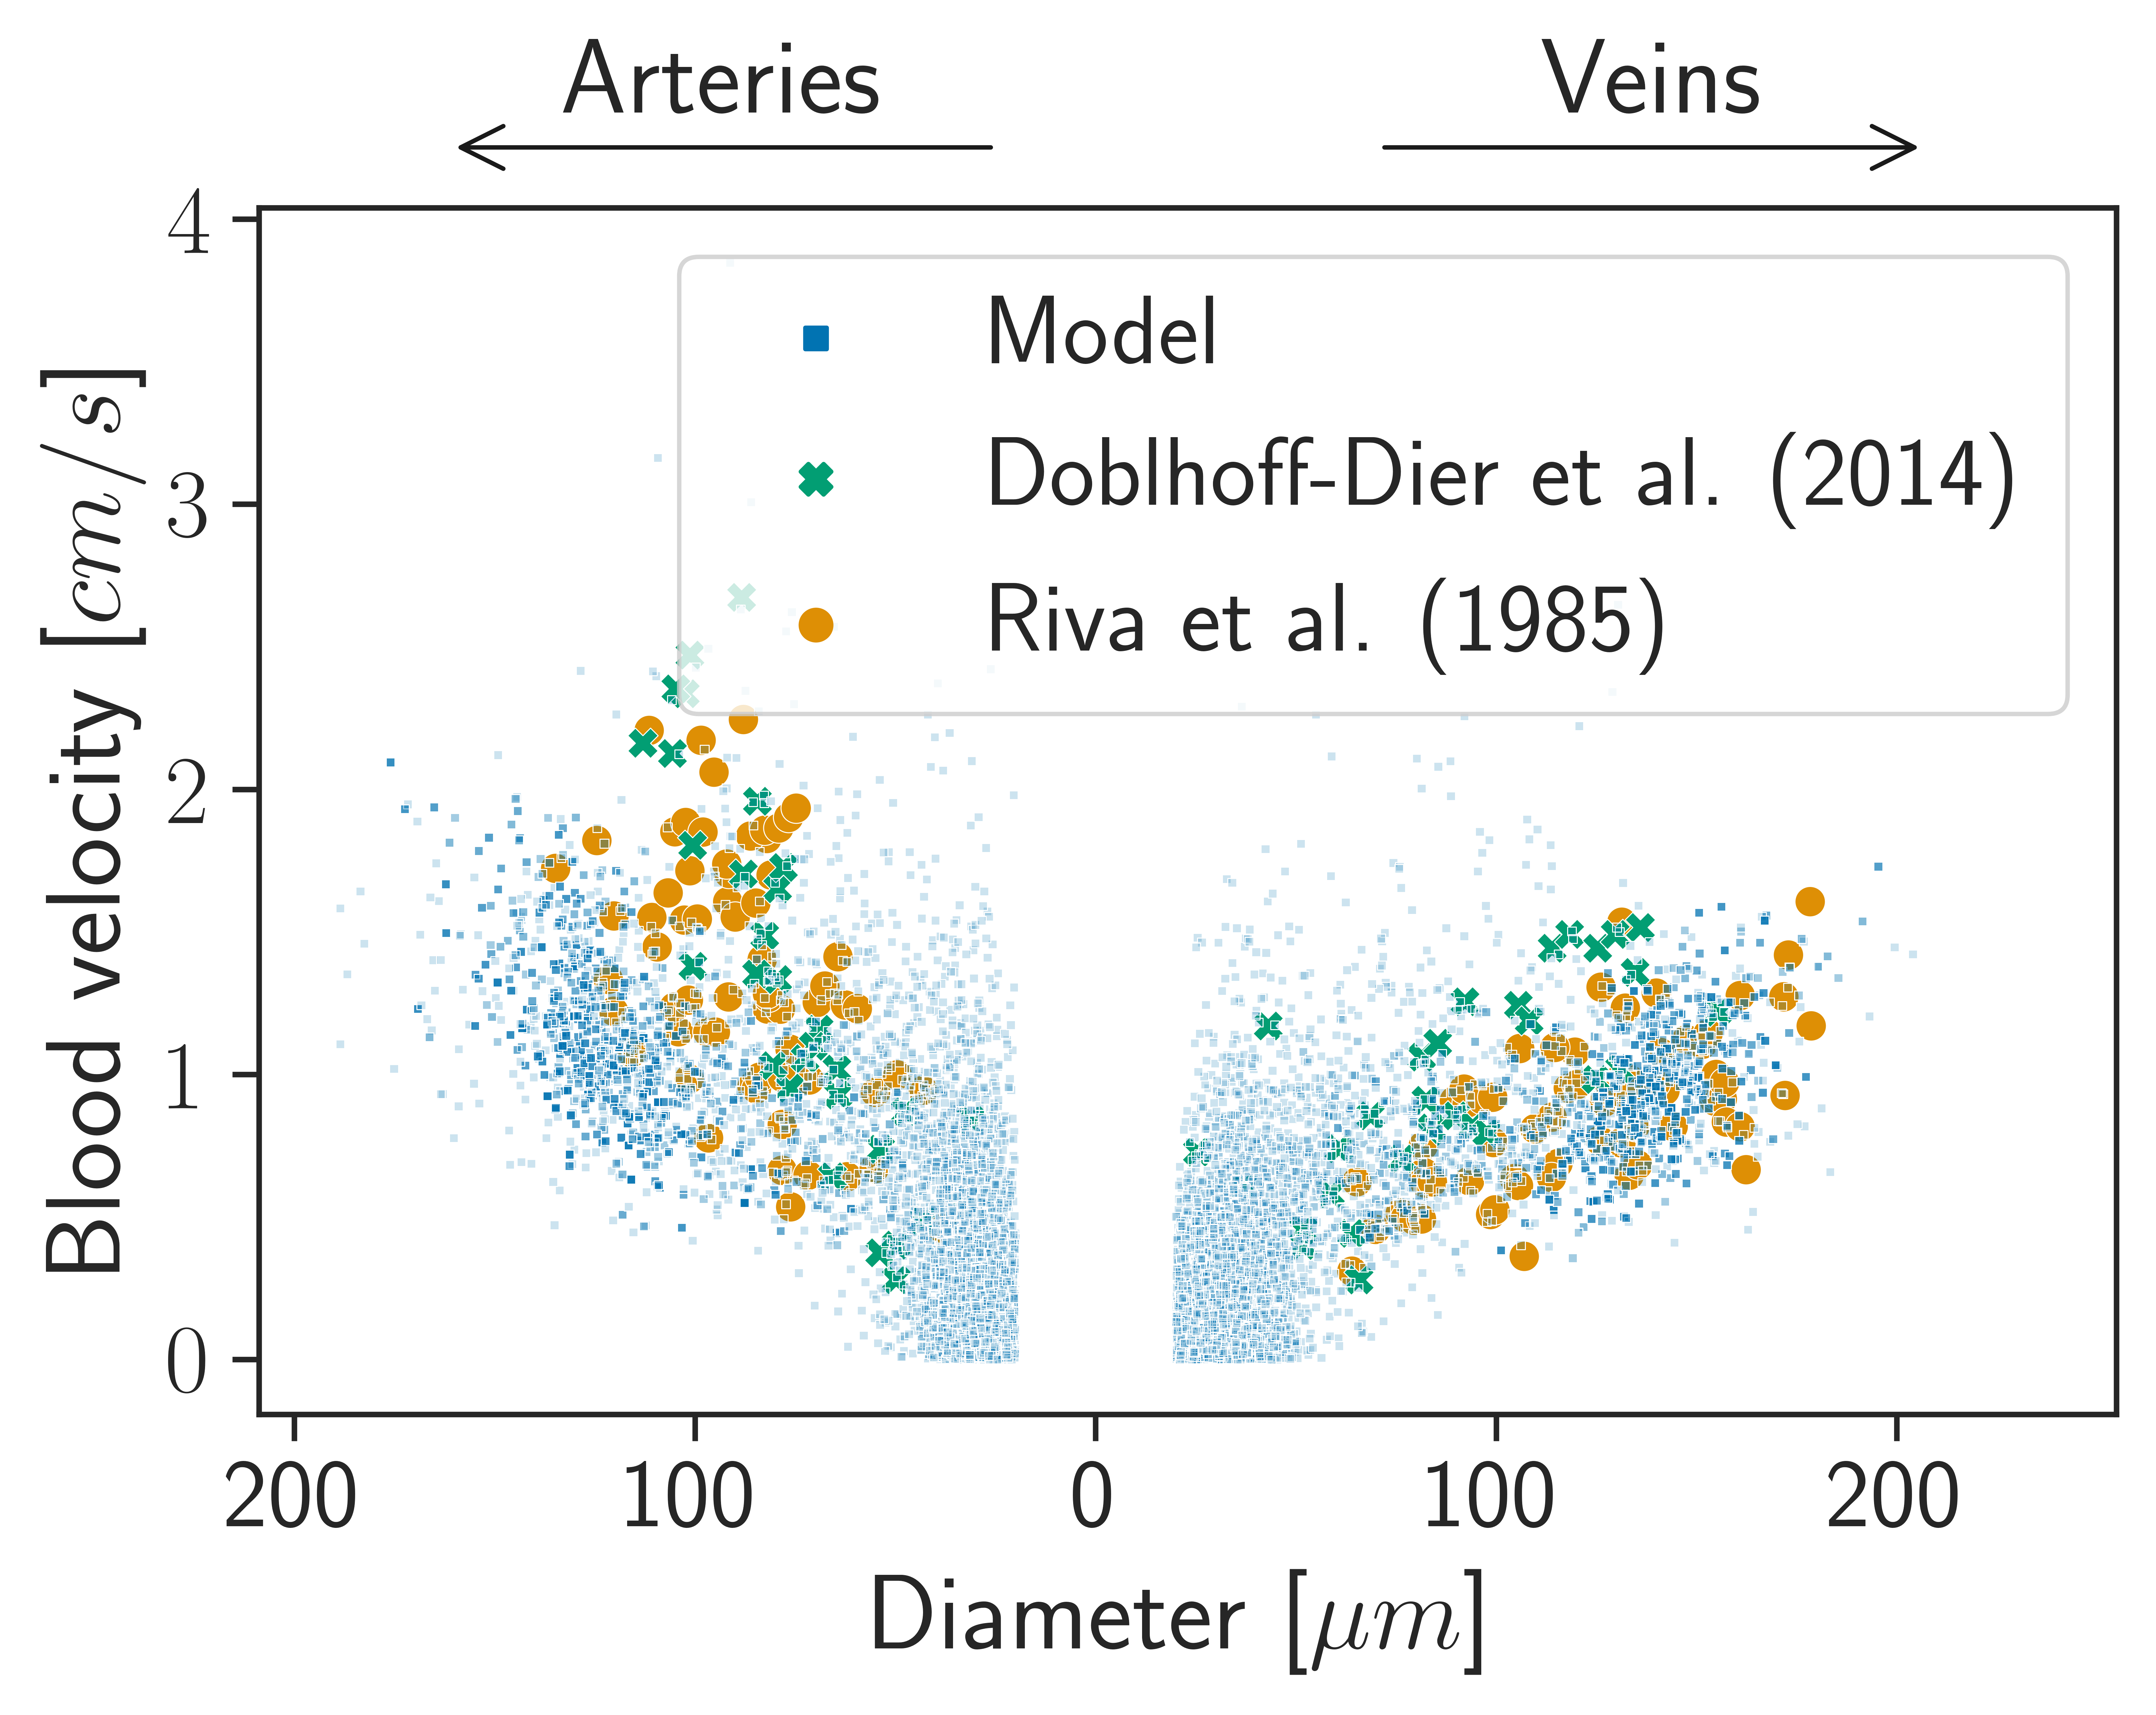 Arteries
Veins
4
3
2
1
0
Blood velocity [cm/s]
Model
Doblhoff-Dier et al. (2014)
Riva et al. (1985)
200 100 0 100 200
Diameter [μm]